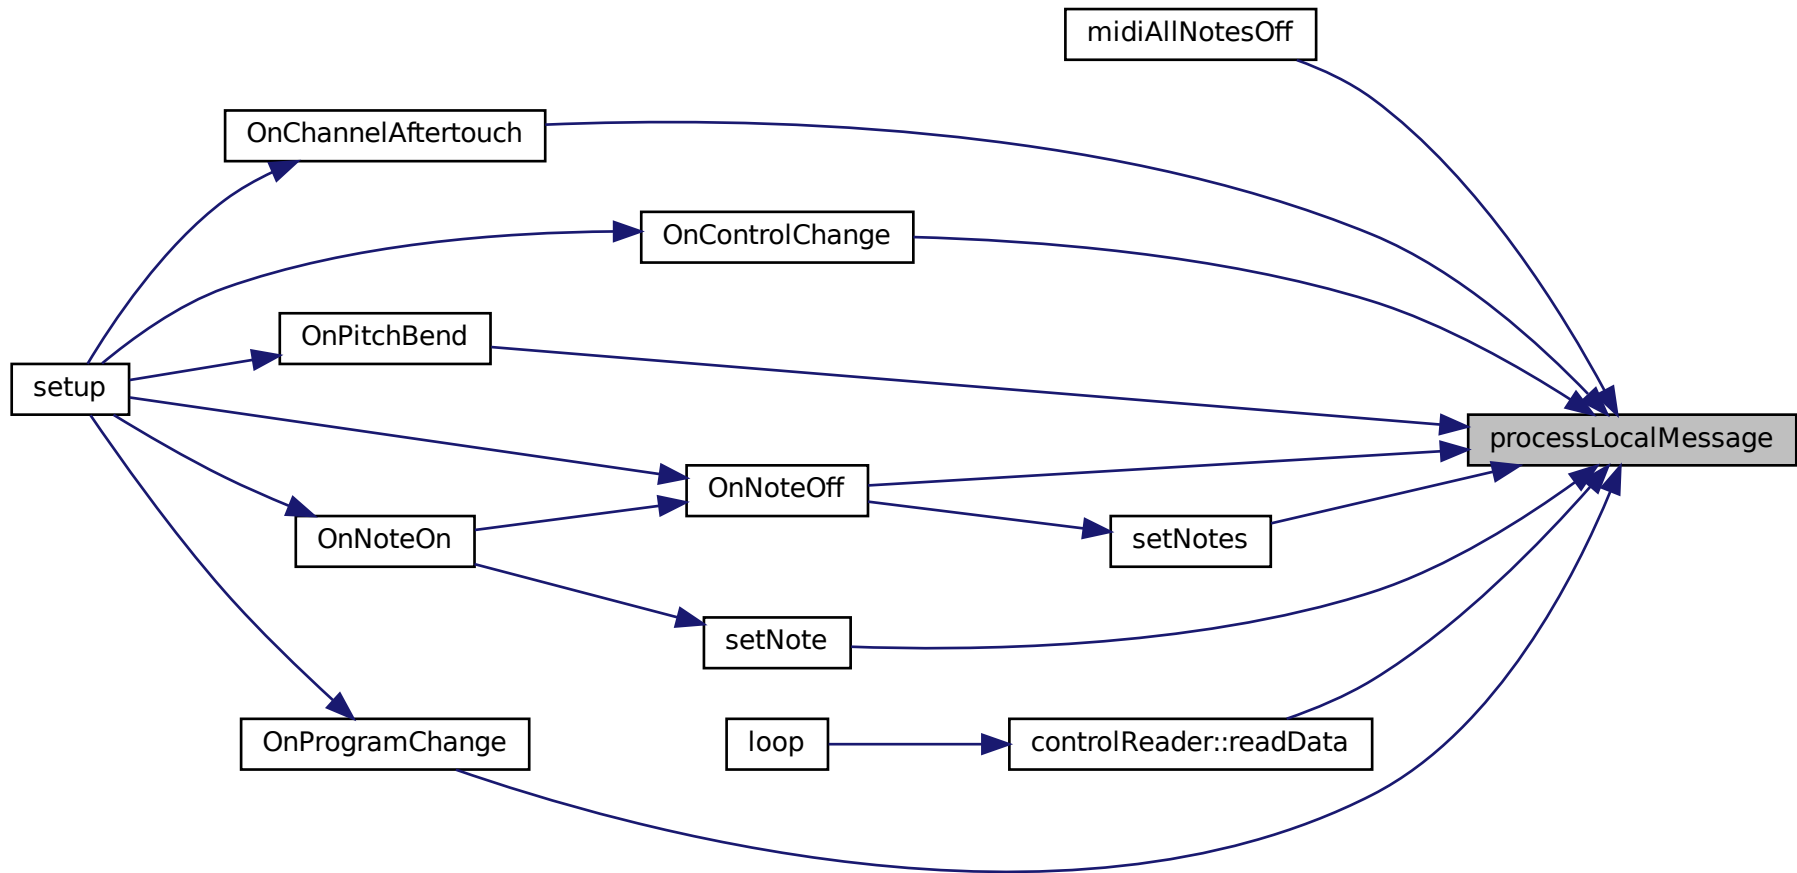 midiAllNotesOff
OnChannelAftertouch
OnControlChange
OnPitchBend
setup
processLocalMessage
OnNoteOff
OnNoteOn
setNotes
setNote
OnProgramChange
loop
controlReader::readData